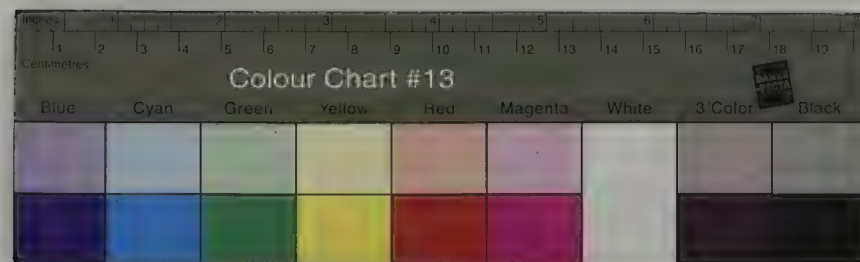 Inches 1 2 3 4 5 6 7
1 2 3 4 5 6 7 8 9 10 11 12 13 14 15 16 17 18 19
Centimetres
Colour Chart #13
Blue Cyan Green Yellow Red Magenta White 3/Color Black